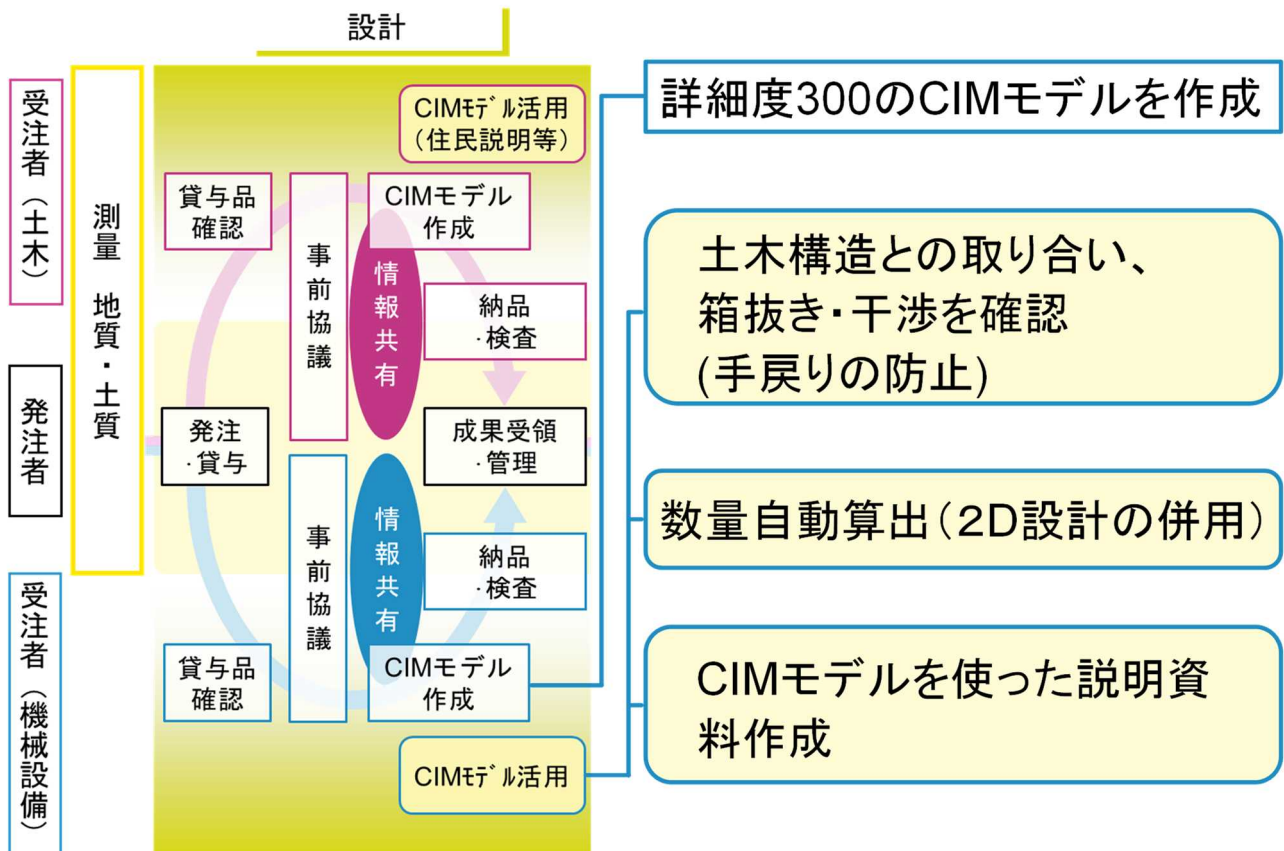 設計
受注者（土木）
発注者
受注者（機械設備）
測量　地質・土質
CIMﾓﾃﾞﾙ活用
（住民説明等）
貸与品
確認
事前協議
情報共有
CIMモデル
作成
納品
・検査
発注
・貸与
成果受領
・管理
事前協議
情報共有
納品
・検査
貸与品
確認
CIMモデル
作成
CIMﾓﾃﾞﾙ活用
詳細度300のCIMモデルを作成
土木構造との取り合い、
箱抜き・干渉を確認
(手戻りの防止)
数量自動算出（２D設計の併用）
CIMモデルを使った説明資
料作成